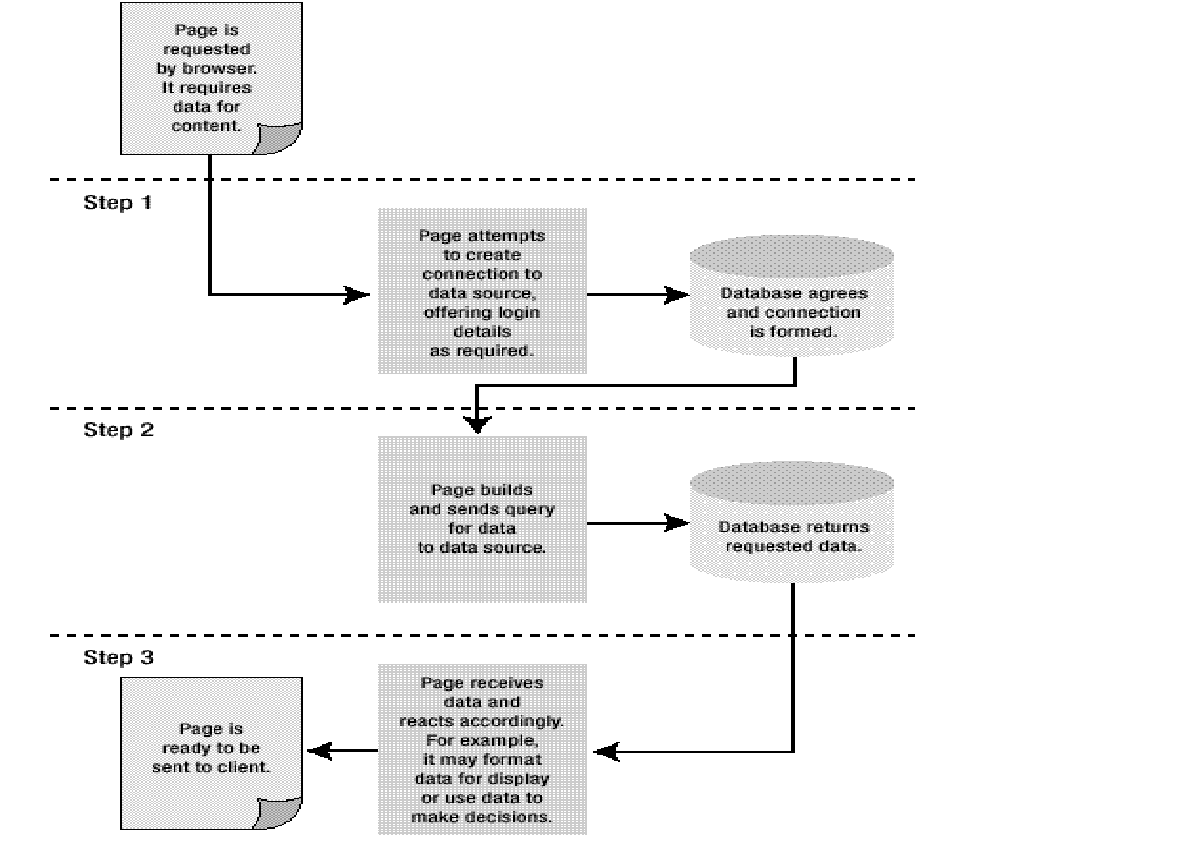 Page is
requested
by browser.
It requires
data for
content.
Step 1
Page attempts
to create
connection to
data source,
offering login
details
as required.
Database agrees
and connection
is formed.
Step 2
Page builds
and sends query
for data
to data source.
Database returns
requested data.
Step 3
Page is
ready to be
sent to client.
Page receives
data and
reacts accordingly.
For example,
it may format
data for display
or use data to
make decisions.